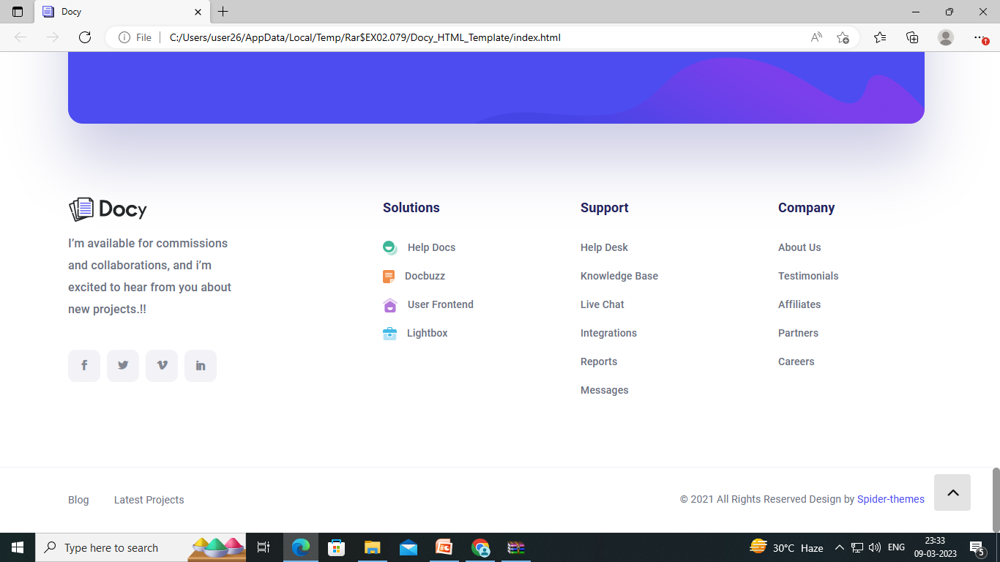 Docy
File
C:/Users/user26/AppData/Local/Temp/Rar$EX02.079/Docy_HTML_Template/index.html
Docy
I'm available for commissions
and collaborations, and i'm
excited to hear from you about
new projects.!!
Solutions
Help Docs
Docbuzz
User Frontend
Lightbox
Support
Help Desk
Knowledge Base
Live Chat
Integrations
Reports
Messages
Company
About Us
Testimonials
Affiliates
Partners
Careers
Blog
Latest Projects
© 2021 All Rights Reserved Design by Spider-themes
Type here to search
30°C Haze
ENG
23:33
09-03-2023
5